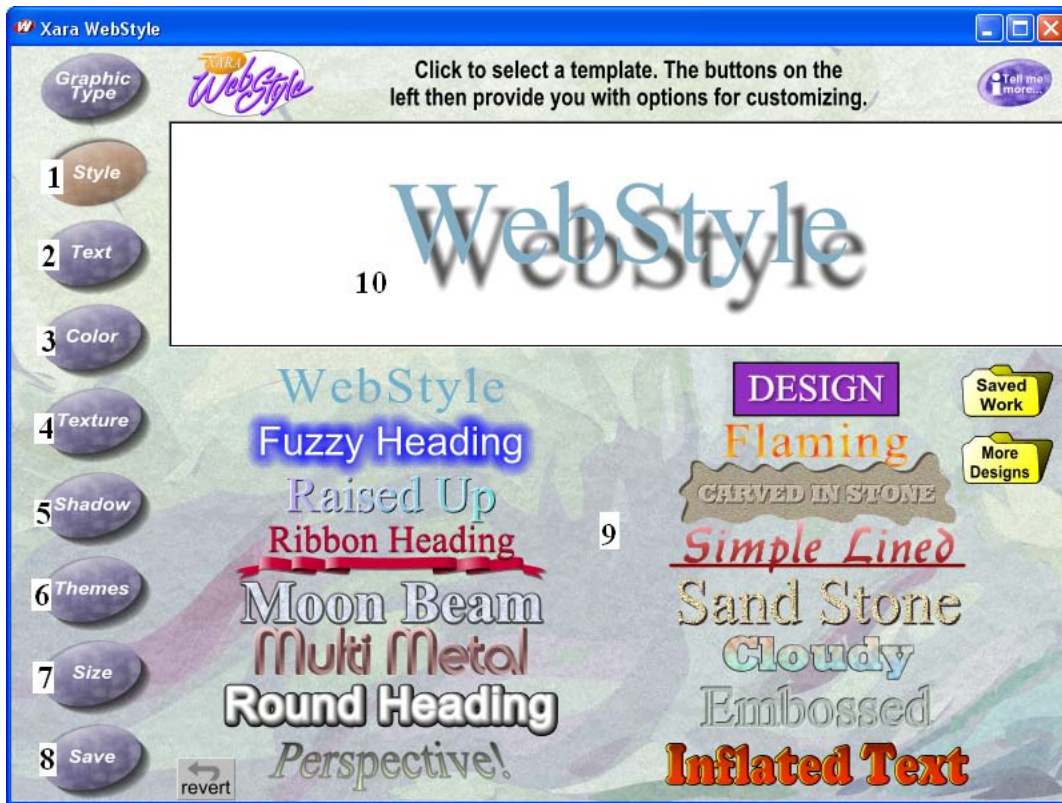 Xara WebStyle
Graphic
Type
XARA
WebStyle
Click to select a template. The buttons on the
left then provide you with options for customizing.
i Tell me
more...
1 Style
2 Text
3 Color
4 Texture
5 Shadow
6 Themes
7 Size
8 Save
WebStyle
10
WebStyle
Fuzzy Heading
Raised Up
Ribbon Heading
Moon Beam
Multi Metal
Round Heading
Perspective!
revert
9
DESIGN
Flaming
CARVED IN STONE
Simple Lined
Sand Stone
Cloudy
Embossed
Inflated Text
Saved
Work
More
Designs